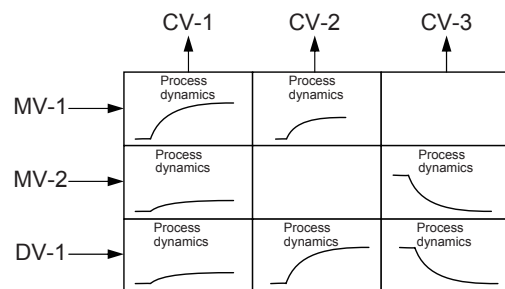 CV-1 CV-2 CV-3
MV-1
Process
dynamics
Process
dynamics
MV-2
Process
dynamics
Process
dynamics
DV-1
Process
dynamics
Process
dynamics
Process
dynamics